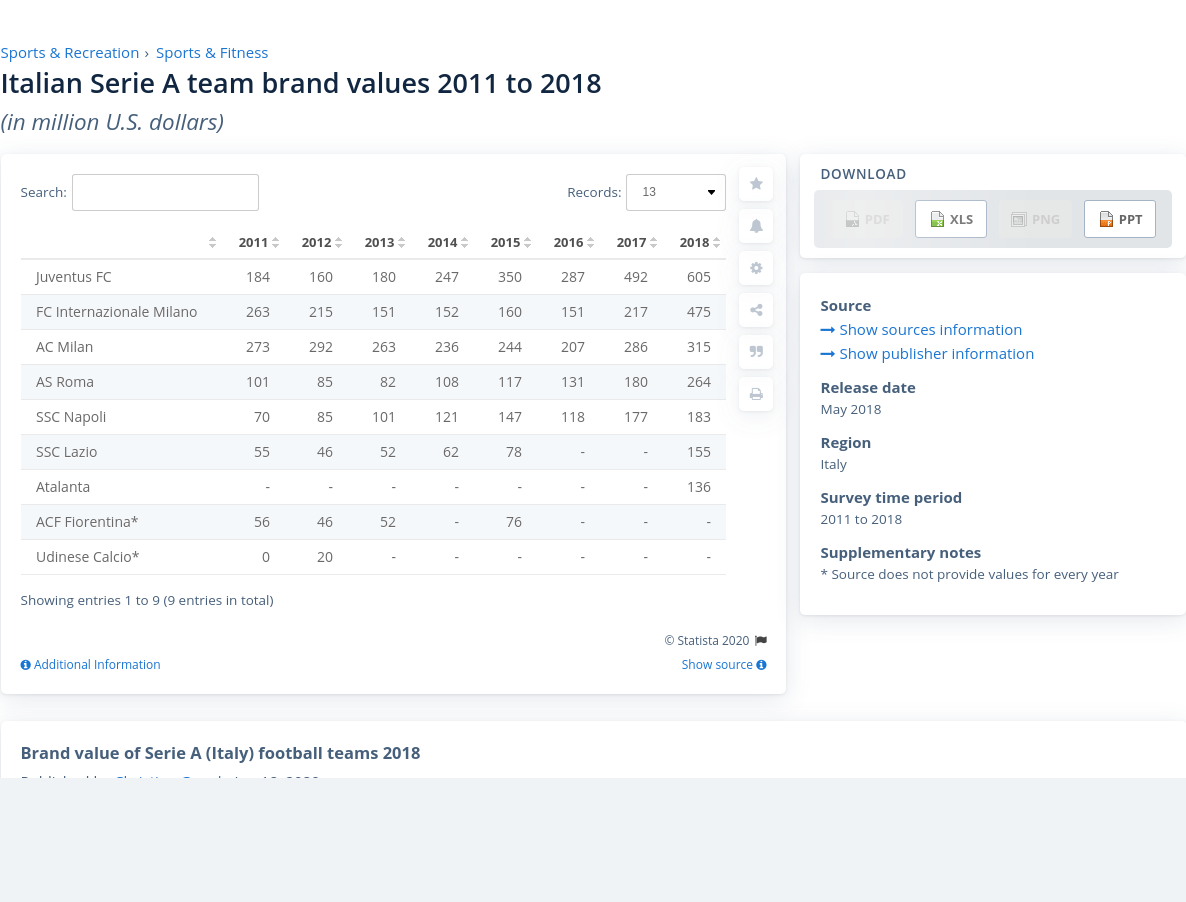 Sports & Recreation › Sports & Fitness
Italian Serie A team brand values 2011 to 2018
(in million U.S. dollars)
Search:
Records: 13
2011 2012 2013 2014 2015 2016 2017 2018
Juventus FC 184 160 180 247 350 287 492 605
FC Internazionale Milano 263 215 151 152 160 151 217 475
AC Milan 273 292 263 236 244 207 286 315
AS Roma 101 85 82 108 117 131 180 264
SSC Napoli 70 85 101 121 147 118 177 183
SSC Lazio 55 46 52 62 78 - - 155
Atalanta - - - - - - - 136
ACF Fiorentina* 56 46 52 - 76 - - -
Udinese Calcio* 0 20 - - - - - -
Showing entries 1 to 9 (9 entries in total)
© Statista 2020
Additional Information
Show source
DOWNLOAD
PDF XLS PNG PPT
Source
Show sources information
Show publisher information
Release date
May 2018
Region
Italy
Survey time period
2011 to 2018
Supplementary notes
* Source does not provide values for every year
Brand value of Serie A (Italy) football teams 2018